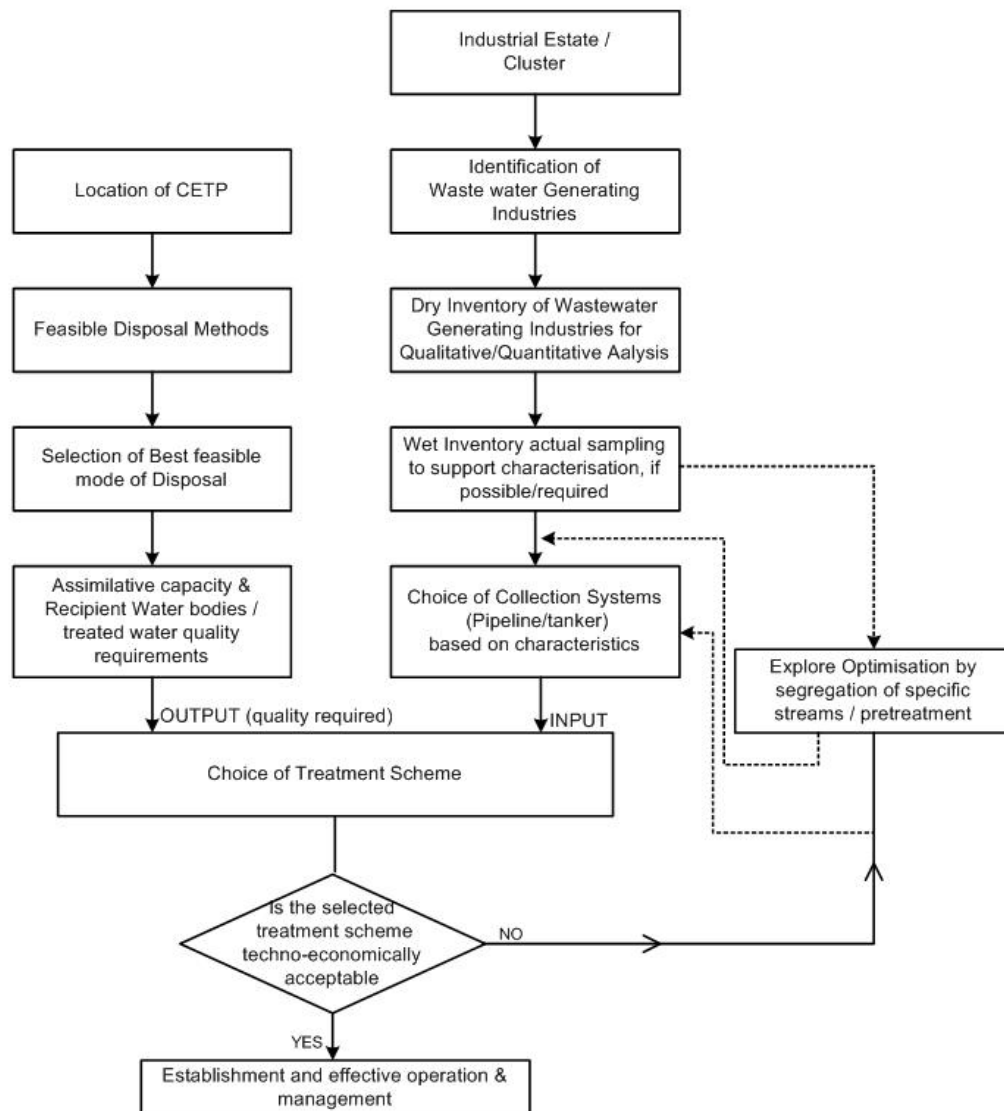 Industrial Estate /
Cluster
Location of CETP
Identification of
Waste water Generating
Industries
Feasible Disposal Methods
Dry Inventory of Wastewater
Generating Industries for
Qualitative/Quantitative Aalysis
Selection of Best feasible
mode of Disposal
Wet Inventory actual sampling
to support characterisation, if
possible/required
Assimilative capacity &
Recipient Water bodies /
treated water quality
requirements
Choice of Collection Systems
(Pipeline/tanker)
based on characteristics
Explore Optimisation by
segregation of specific
streams / pretreatment
OUTPUT (quality required)
INPUT
Choice of Treatment Scheme
Is the selected
treatment scheme
techno-economically
acceptable
NO
YES
Establishment and effective operation &
management